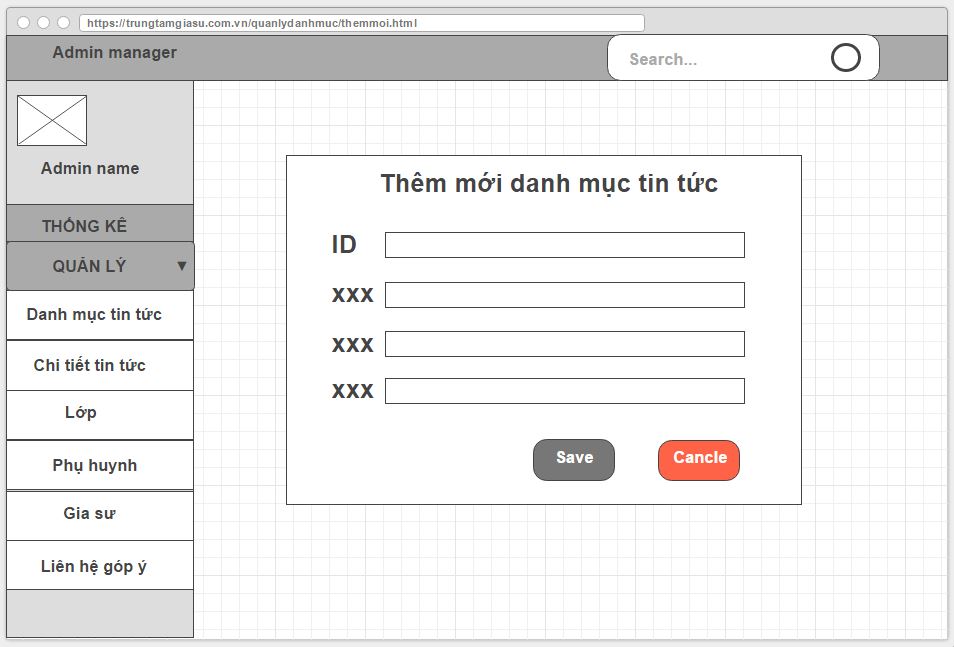 https://trungtamgiasu.com.vn/quanlydanhmuc/themmoi.html
Admin manager
Search...
Admin name
THỐNG KÊ
QUẢN LÝ
Danh mục tin tức
Chi tiết tin tức
Lớp
Phụ huynh
Gia sư
Liên hệ góp ý
Thêm mới danh mục tin tức
ID
xxx
xxx
xxx
Save
Cancle